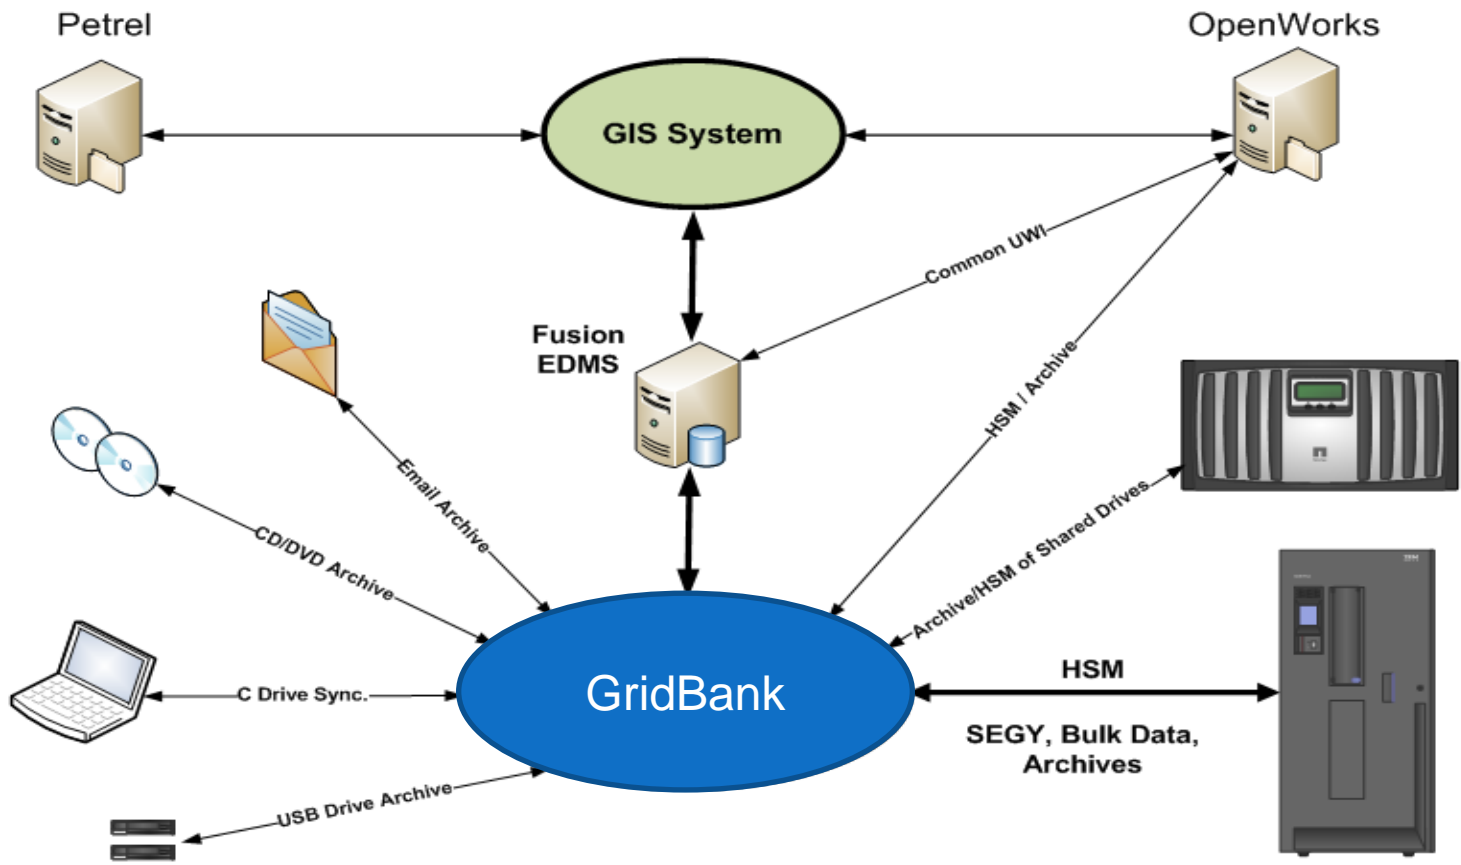 Petrel
OpenWorks
GIS System
Common UWI
Fusion
EDMS
HSM / Archive
Email Archive
CD/DVD Archive
Archive/HSM of Shared Drives
IBM
C Drive Sync.
GridBank
HSM
SEGY, Bulk Data,
Archives
USB Drive Archive